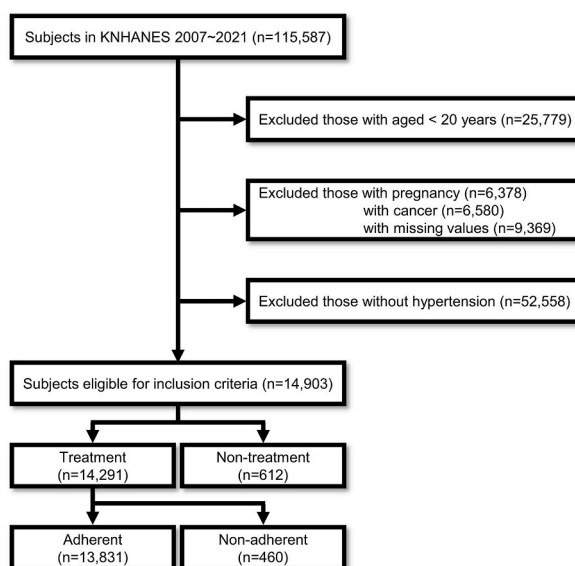 Subjects in KNHANES 2007~2021 (n=115,587)
Excluded those with aged < 20 years (n=25,779)
Excluded those with pregnancy (n=6,378)
with cancer (n=6,580)
with missing values (n=9,369)
Excluded those without hypertension (n=52,558)
Subjects eligible for inclusion criteria (n=14,903)
Treatment
(n=14,291)
Non-treatment
(n=612)
Adherent
(n=13,831)
Non-adherent
(n=460)